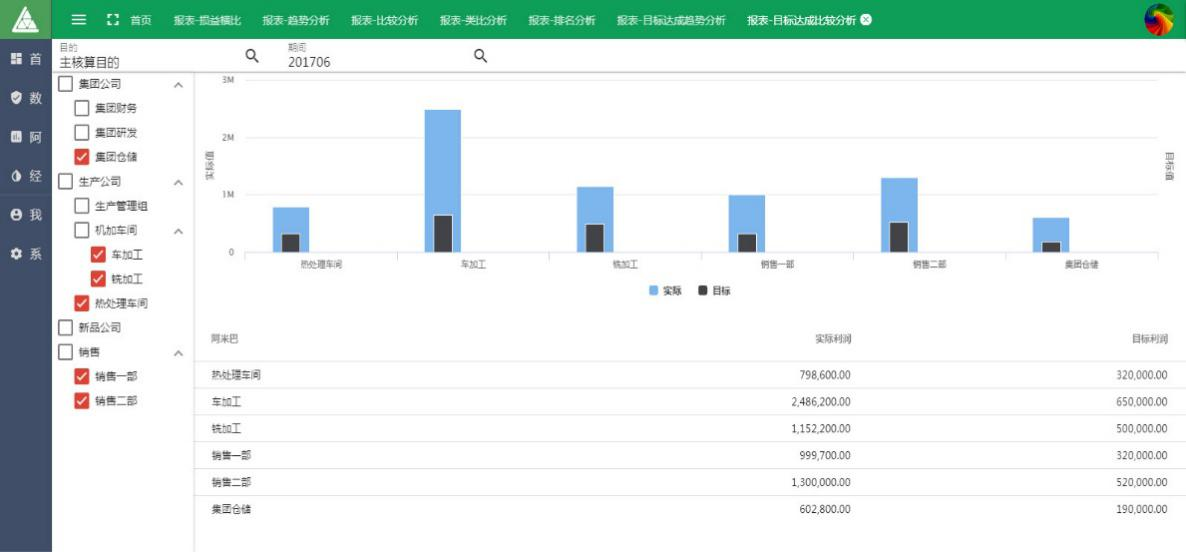 首页 报表-损益横比 报表-趋势分析 报表-比较分析 报表-类比分析 报表-排名分析 报表-目标达成趋势分析 报表-目标达成比较分析
目的 期间
主核算目的 201706
首
数
阿
经
我
系
集团公司
集团财务
集团研发
集团仓储
生产公司
生产管理组
机加车间
车加工
铣加工
热处理车间
新品公司
销售
销售一部
销售二部
3M
2M
1M
0
实际值
目标值
热处理车间 车加工 铣加工 销售一部 销售二部 集团仓储
实际 目标
阿米巴 实际利润 目标利润
热处理车间 798,600.00 320,000.00
车加工 2,486,200.00 650,000.00
铣加工 1,152,200.00 500,000.00
销售一部 999,700.00 320,000.00
销售二部 1,300,000.00 520,000.00
集团仓储 602,800.00 190,000.00